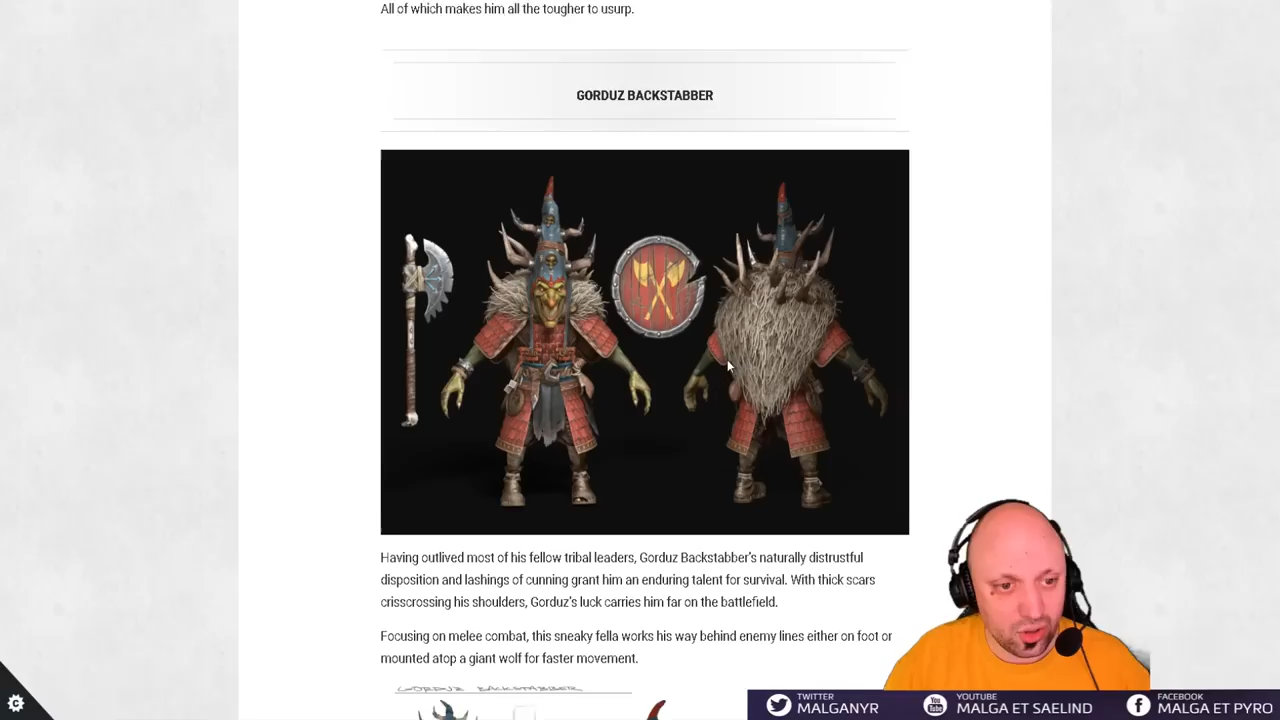 All of which makes him all the tougher to usurp.
GORDUZ BACKSTABBER
Having outlived most of his fellow tribal leaders, Gorduz Backstabber's naturally distrustful
disposition and lashings of cunning grant him an enduring talent for survival. With thick scars
crisscrossing his shoulders, Gorduz's luck carries him far on the battlefield.
Focusing on melee combat, this sneaky fella works his way behind enemy lines either on foot or
mounted atop a giant wolf for faster movement.
GORDUZ BACKSTABBER
TWITTER
MALGANYR
YOUTUBE
MALGA ET SAELIND
FACEBOOK
MALGA ET PYRO